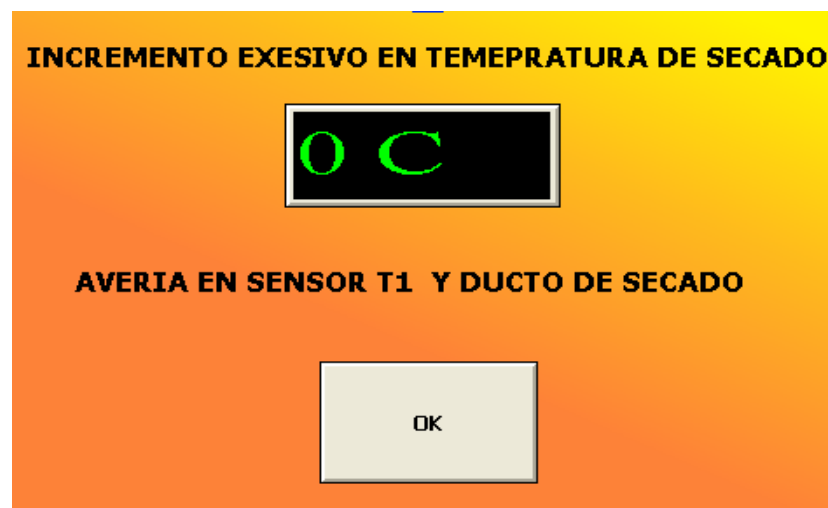 INCREMENTO EXESIVO EN TEMEPRATURA DE SECADO
0 C
AVERIA EN SENSOR T1 Y DUCTO DE SECADO
OK